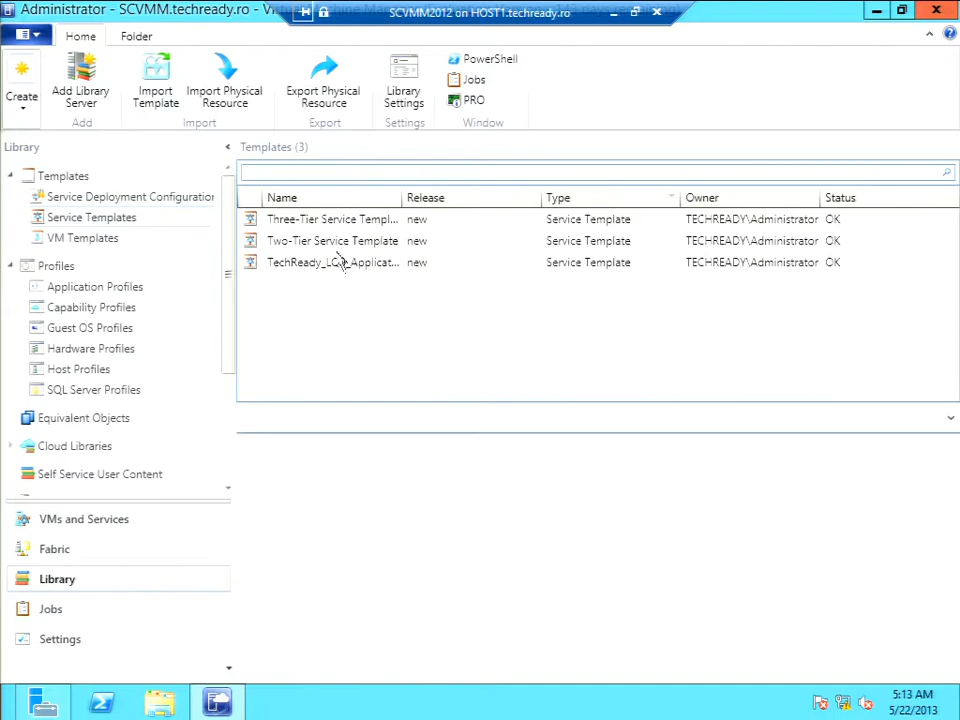 Administrator - SCVMM.techready.ro - Vi
SCVMM2012 on HOST1.techready.ro
Home
Folder
Create
Add Library Server
Import Template
Import Physical Resource
Export Physical Resource
Library Settings
PowerShell
Jobs
PRO
Add
Import
Export
Settings
Window
Library
Templates (3)
Templates
Service Deployment Configuration
Service Templates
VM Templates
Profiles
Application Profiles
Capability Profiles
Guest OS Profiles
Hardware Profiles
Host Profiles
SQL Server Profiles
Equivalent Objects
Cloud Libraries
Self Service User Content
VMs and Services
Fabric
Library
Jobs
Settings
Name Release Type Owner Status
Three-Tier Service Templ... new Service Template TECHREADY\Administrator OK
Two-Tier Service Template new Service Template TECHREADY\Administrator OK
new Service Template TECHREADY\Administrator OK
5:13 AM
5/22/2013